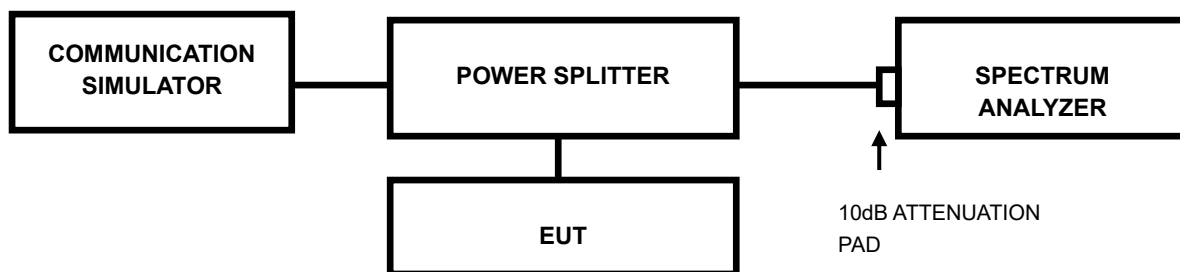 COMMUNICATION
SIMULATOR
POWER SPLITTER
SPECTRUM
ANALYZER
EUT
10dB ATTENUATION
PAD